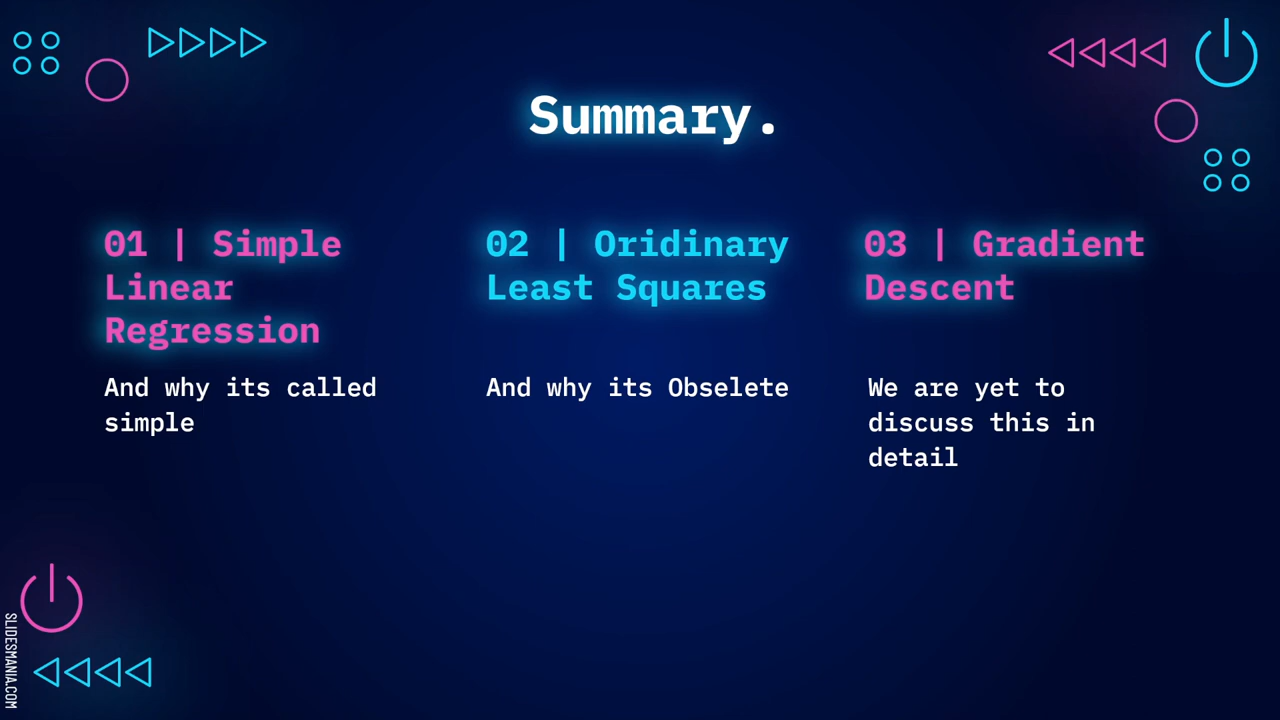 Summary.
01 | Simple
Linear
Regression
And why its called
simple
02 | Oridinary
Least Squares
And why its Obselete
03 | Gradient
Descent
We are yet to
discuss this in
detail
SLIDESMANIA.COM